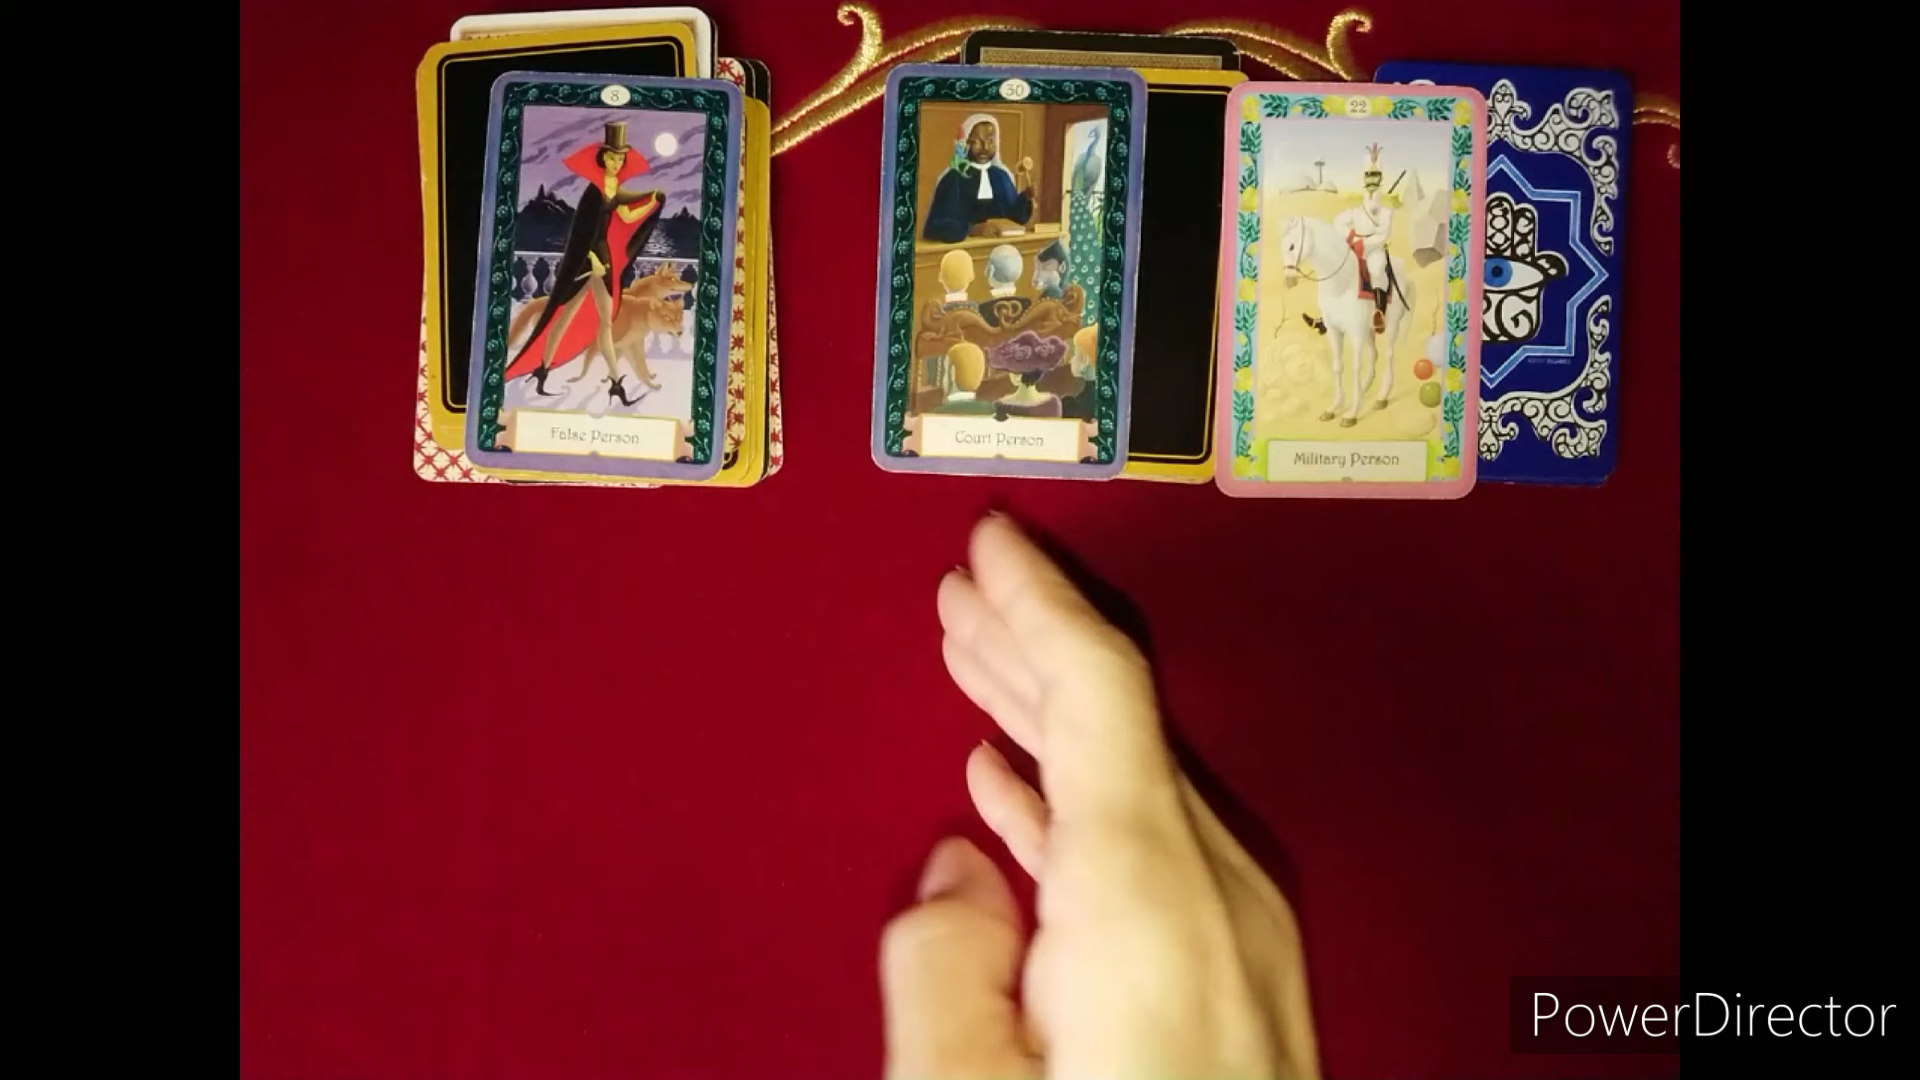 8
False Person
30
Court Person
22
Military Person
PowerDirector